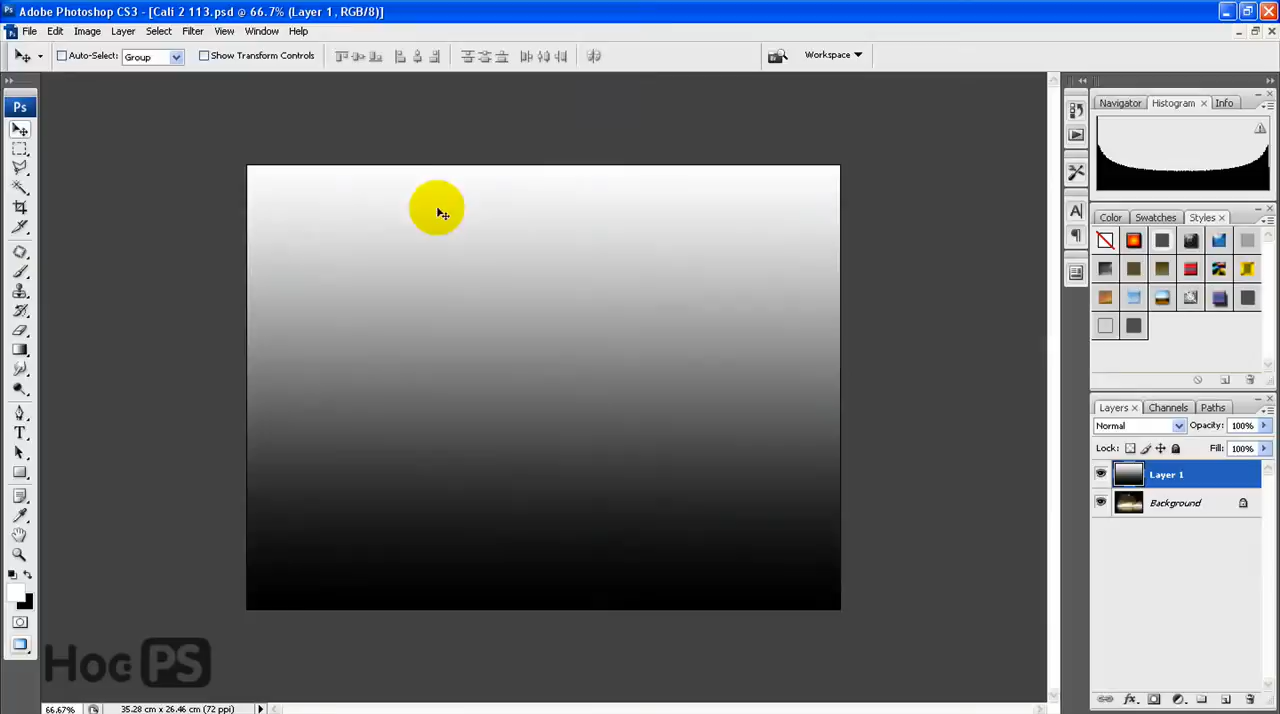 Adobe Photoshop CS3 - [Cali 2 113.psd @ 66.7% (Layer 1, RGB/8)]
File Edit Image Layer Select Filter View Window Help
Auto-Select: Group Show Transform Controls Workspace
Ps
Navigator Histogram Info
Color Swatches Styles
Layers Channels Paths
Normal Opacity: 100%
Lock: Fill: 100%
Layer 1
Background
Hoc PS
66.67% 35.28 cm x 26.46 cm (72 ppi)